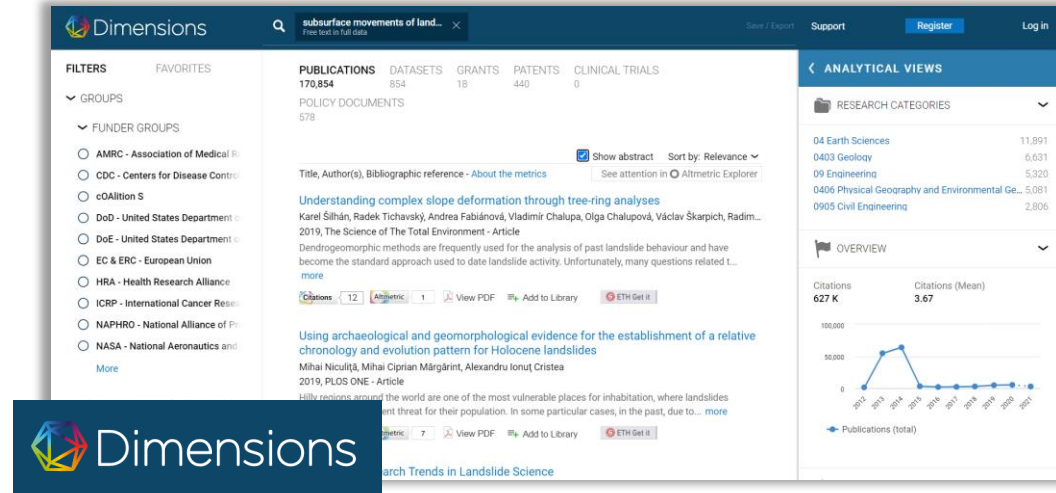 Dimensions
subsurface movements of land...
Free text in full data
Save / Export
Support
Register
Log in
FILTERS
FAVORITES
GROUPS
FUNDER GROUPS
AMRC - Association of Medical R
CDC - Centers for Disease Contro
cOAlition S
DoD - United States Department o
DoE - United States Department o
EC & ERC - European Union
HRA - Health Research Alliance
ICRP - International Cancer Rese
NAPHRO - National Alliance of P
NASA - National Aeronautics and
More
PUBLICATIONS DATASETS GRANTS PATENTS CLINICAL TRIALS
170,854 854 18 440 0
POLICY DOCUMENTS
578
Show abstract Sort by: Relevance
Title, Author(s), Bibliographic reference - About the metrics
See attention in Altmetric Explorer
Understanding complex slope deformation through tree-ring analyses
Karel Šilhán, Radek Tichavský, Andrea Fabiánová, Vladimír Chalupa, Olga Chalupová, Václav Škarpich, Radim...
2019, The Science of The Total Environment - Article
Dendrogeomorphic methods are frequently used for the analysis of past landslide behaviour and have
become the standard approach used to date landslide activity. Unfortunately, many questions related t...
more
Citations 12 Altmetric 1 View PDF Add to Library ETH Get it
Using archaeological and geomorphological evidence for the establishment of a relative
chronology and evolution pattern for Holocene landslides
Mihai Niculiţă, Mihai Ciprian Mărgărint, Alexandru Ionuţ Cristea
2019, PLOS ONE - Article
Hilly regions around the world are one of the most vulnerable places for inhabitation, where landslides
ent threat for their population. In some particular cases, in the past, due to... more
metric 7 View PDF Add to Library ETH Get it
arch Trends in Landslide Science
ANALYTICAL VIEWS
RESEARCH CATEGORIES
04 Earth Sciences 11,891
0403 Geology 6,631
09 Engineering 5,320
0406 Physical Geography and Environmental Ge... 5,081
0905 Civil Engineering 2,806
OVERVIEW
Citations Citations (Mean)
627 K 3.67
100,000
50,000
0
2012 2013 2014 2015 2016 2017 2018 2019 2020 2021
Publications (total)
Dimensions